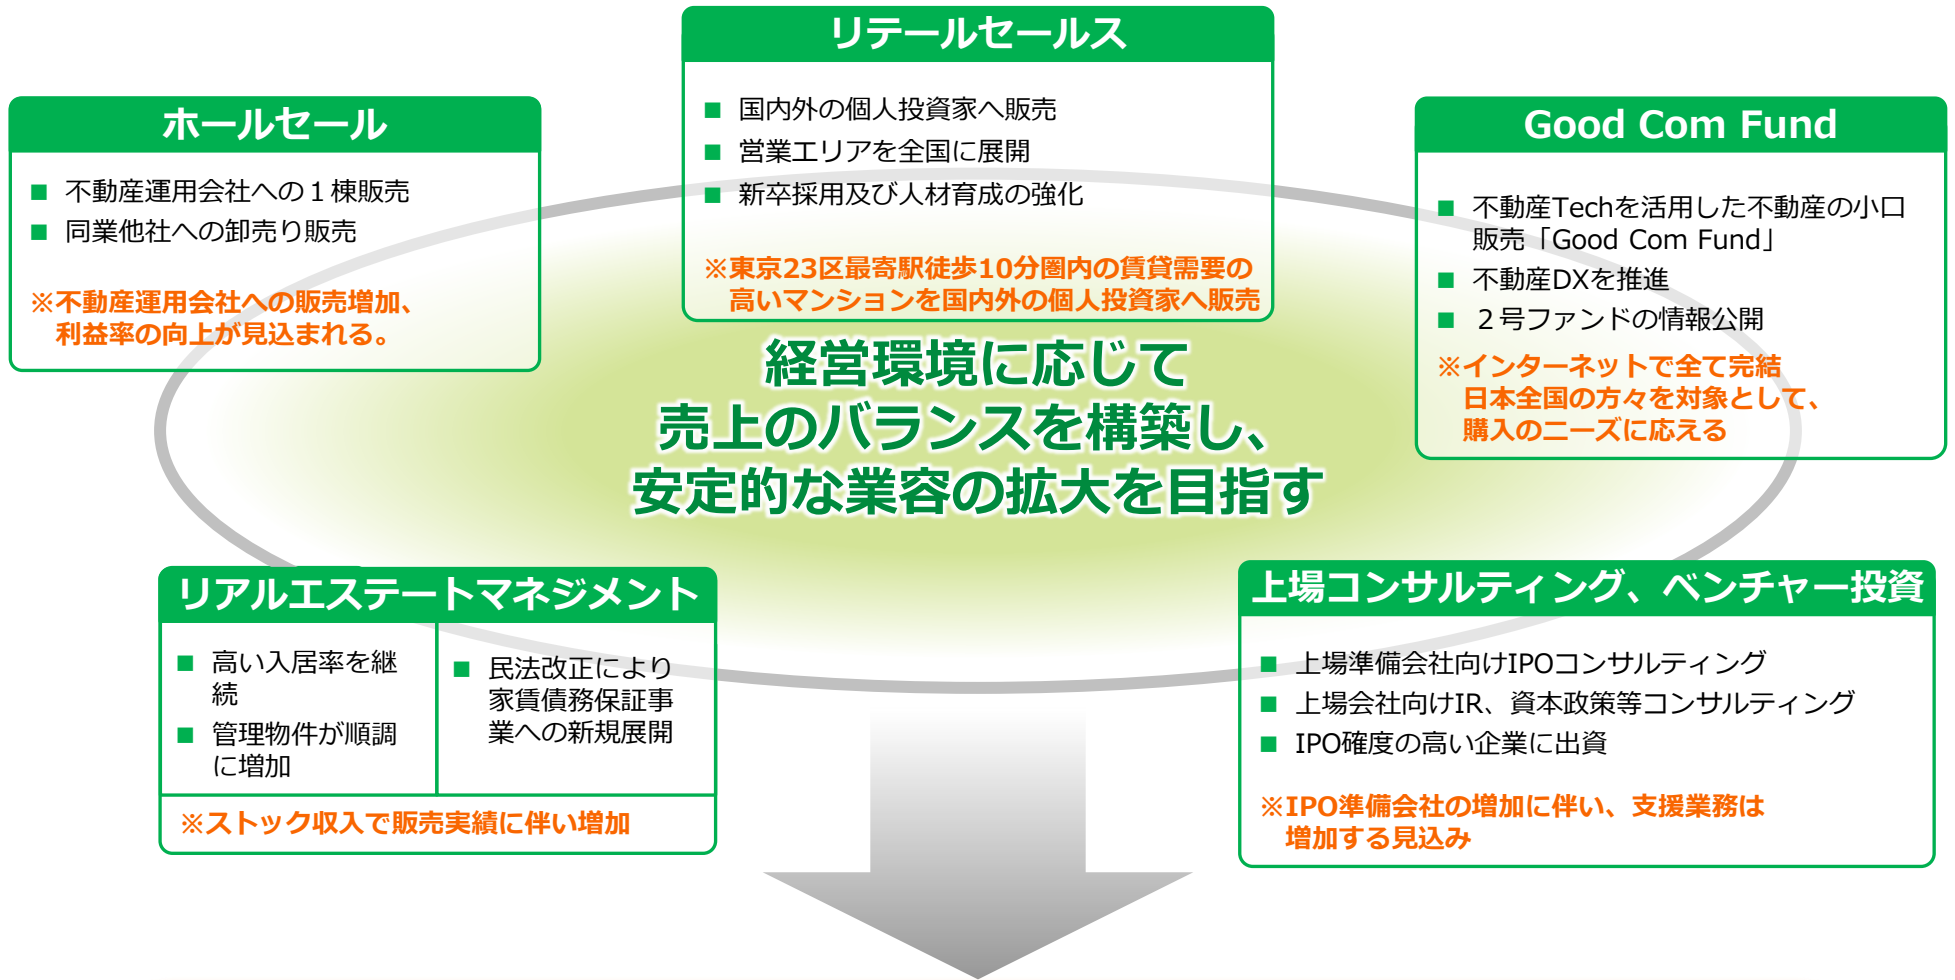 リテールセールス
国内外の個人投資家へ販売
営業エリアを全国に展開
新卒採用及び人材育成の強化
※東京23区最寄駅徒歩10分圏内の賃貸需要の
高いマンションを国内外の個人投資家へ販売
ホールセール
不動産運用会社への１棟販売
同業他社への卸売り販売
※不動産運用会社への販売増加、
利益率の向上が見込まれる。
Good Com Fund
不動産Techを活用した不動産の小口
販売「Good Com Fund」
不動産DXを推進
２号ファンドの情報公開
※インターネットで全て完結
日本全国の方々を対象として、
購入のニーズに応える
経営環境に応じて
売上のバランスを構築し、
安定的な業容の拡大を目指す
リアルエステートマネジメント
高い入居率を継
続
管理物件が順調
に増加
民法改正により
家賃債務保証事
業への新規展開
※ストック収入で販売実績に伴い増加
上場コンサルティング、ベンチャー投資
上場準備会社向けIPOコンサルティング
上場会社向けIR、資本政策等コンサルティング
IPO確度の高い企業に出資
※IPO準備会社の増加に伴い、支援業務は
増加する見込み